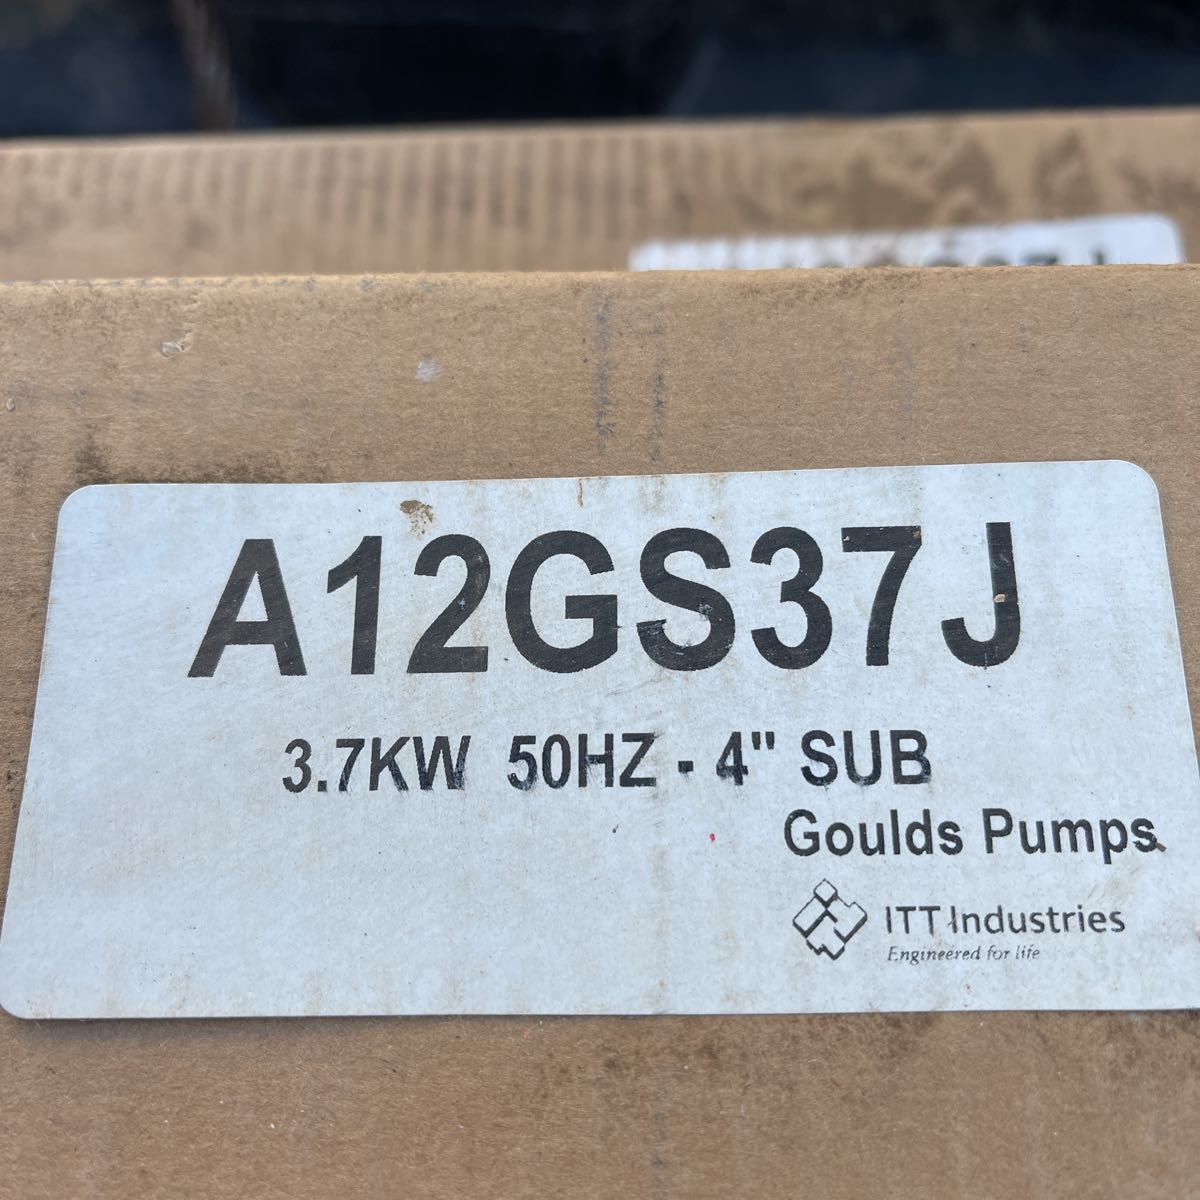 A12GS37J
3.7KW 50HZ - 4" SUB
Goulds Pumps
ITT Industries
Engineered for life